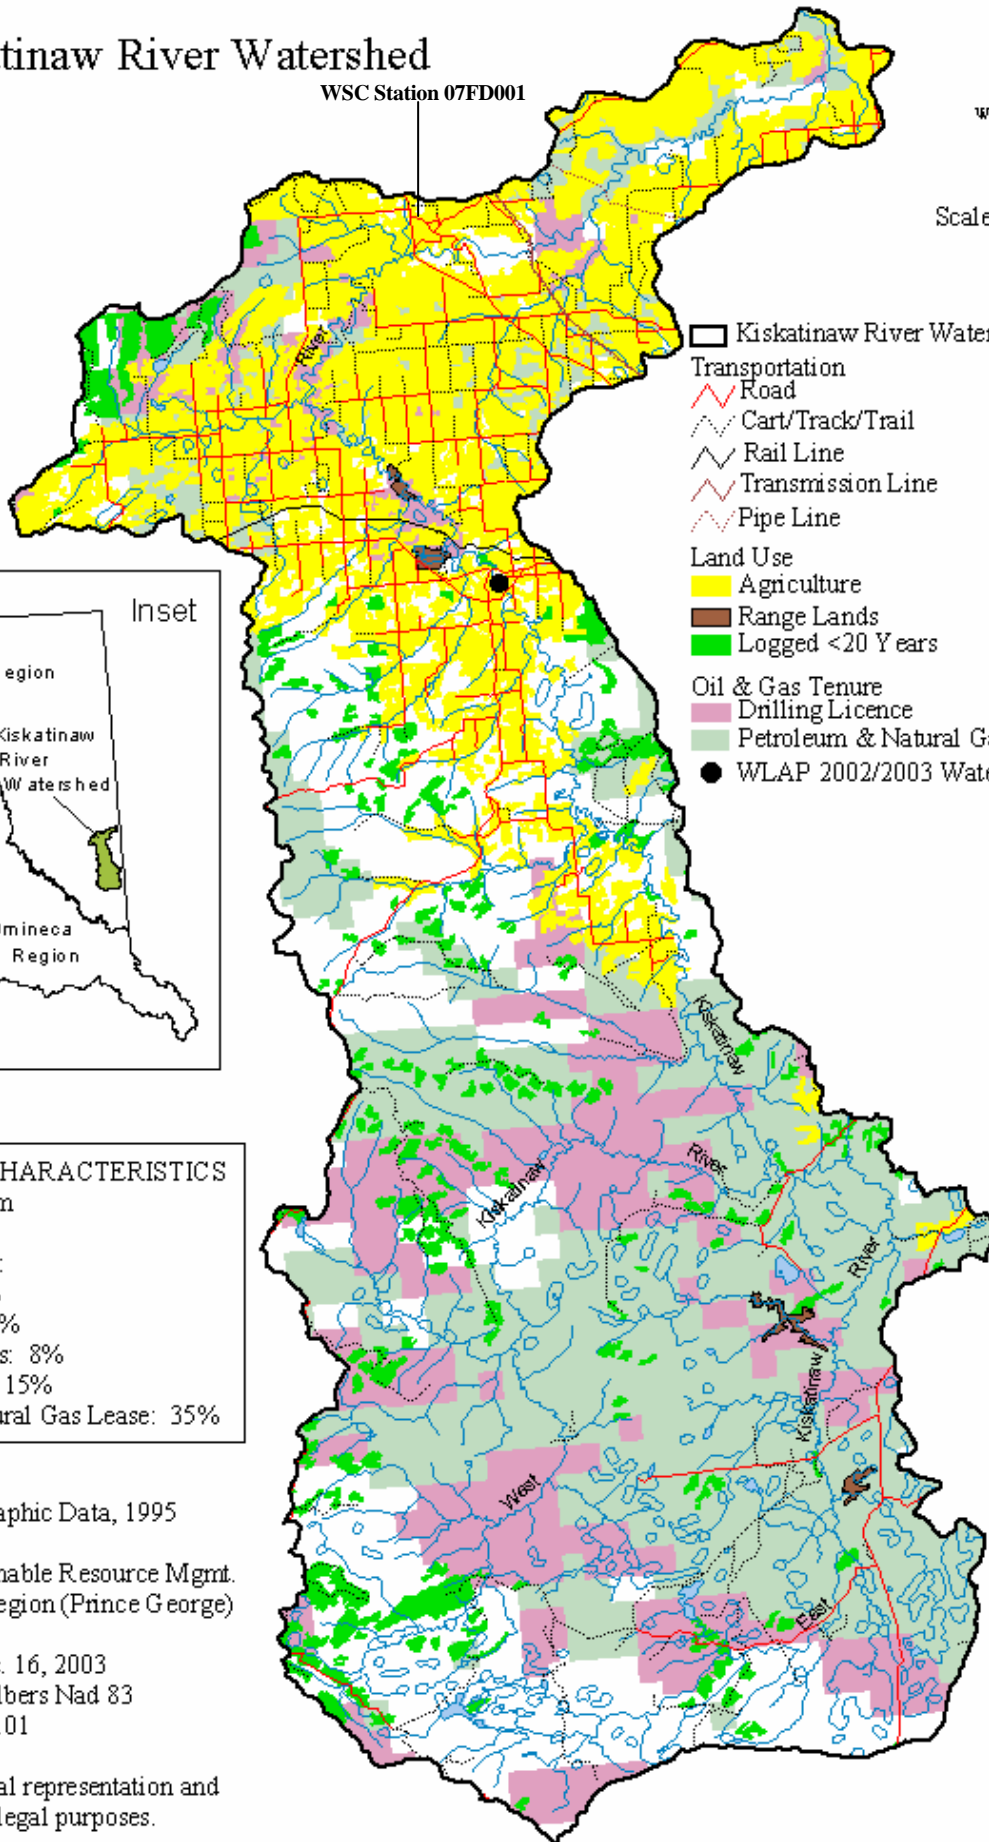 tinaw River Watershed
WSC Station 07FD001
Scale
Kiskatinaw River Water
Transportation
Road
Cart/Track/Trail
Rail Line
Transmission Line
Pipe Line
Land Use
Agriculture
Range Lands
Logged <20 Years
Oil & Gas Tenure
Drilling Licence
Petroleum & Natural Ga
WLAP 2002/2003 Wate
River
Inset
egion
Kiskatinaw
River
Watershed
mineca
Region
Kiskatinaw
River
Kiskatinaw
River
Kiskatinaw
West
East
HARACTERISTICS
m
%
s: 8%
15%
ural Gas Lease: 35%
aphic Data, 1995
nable Resource Mgmt.
egion (Prince George)
. 16, 2003
lbers Nad 83
.01
al representation and
legal purposes.